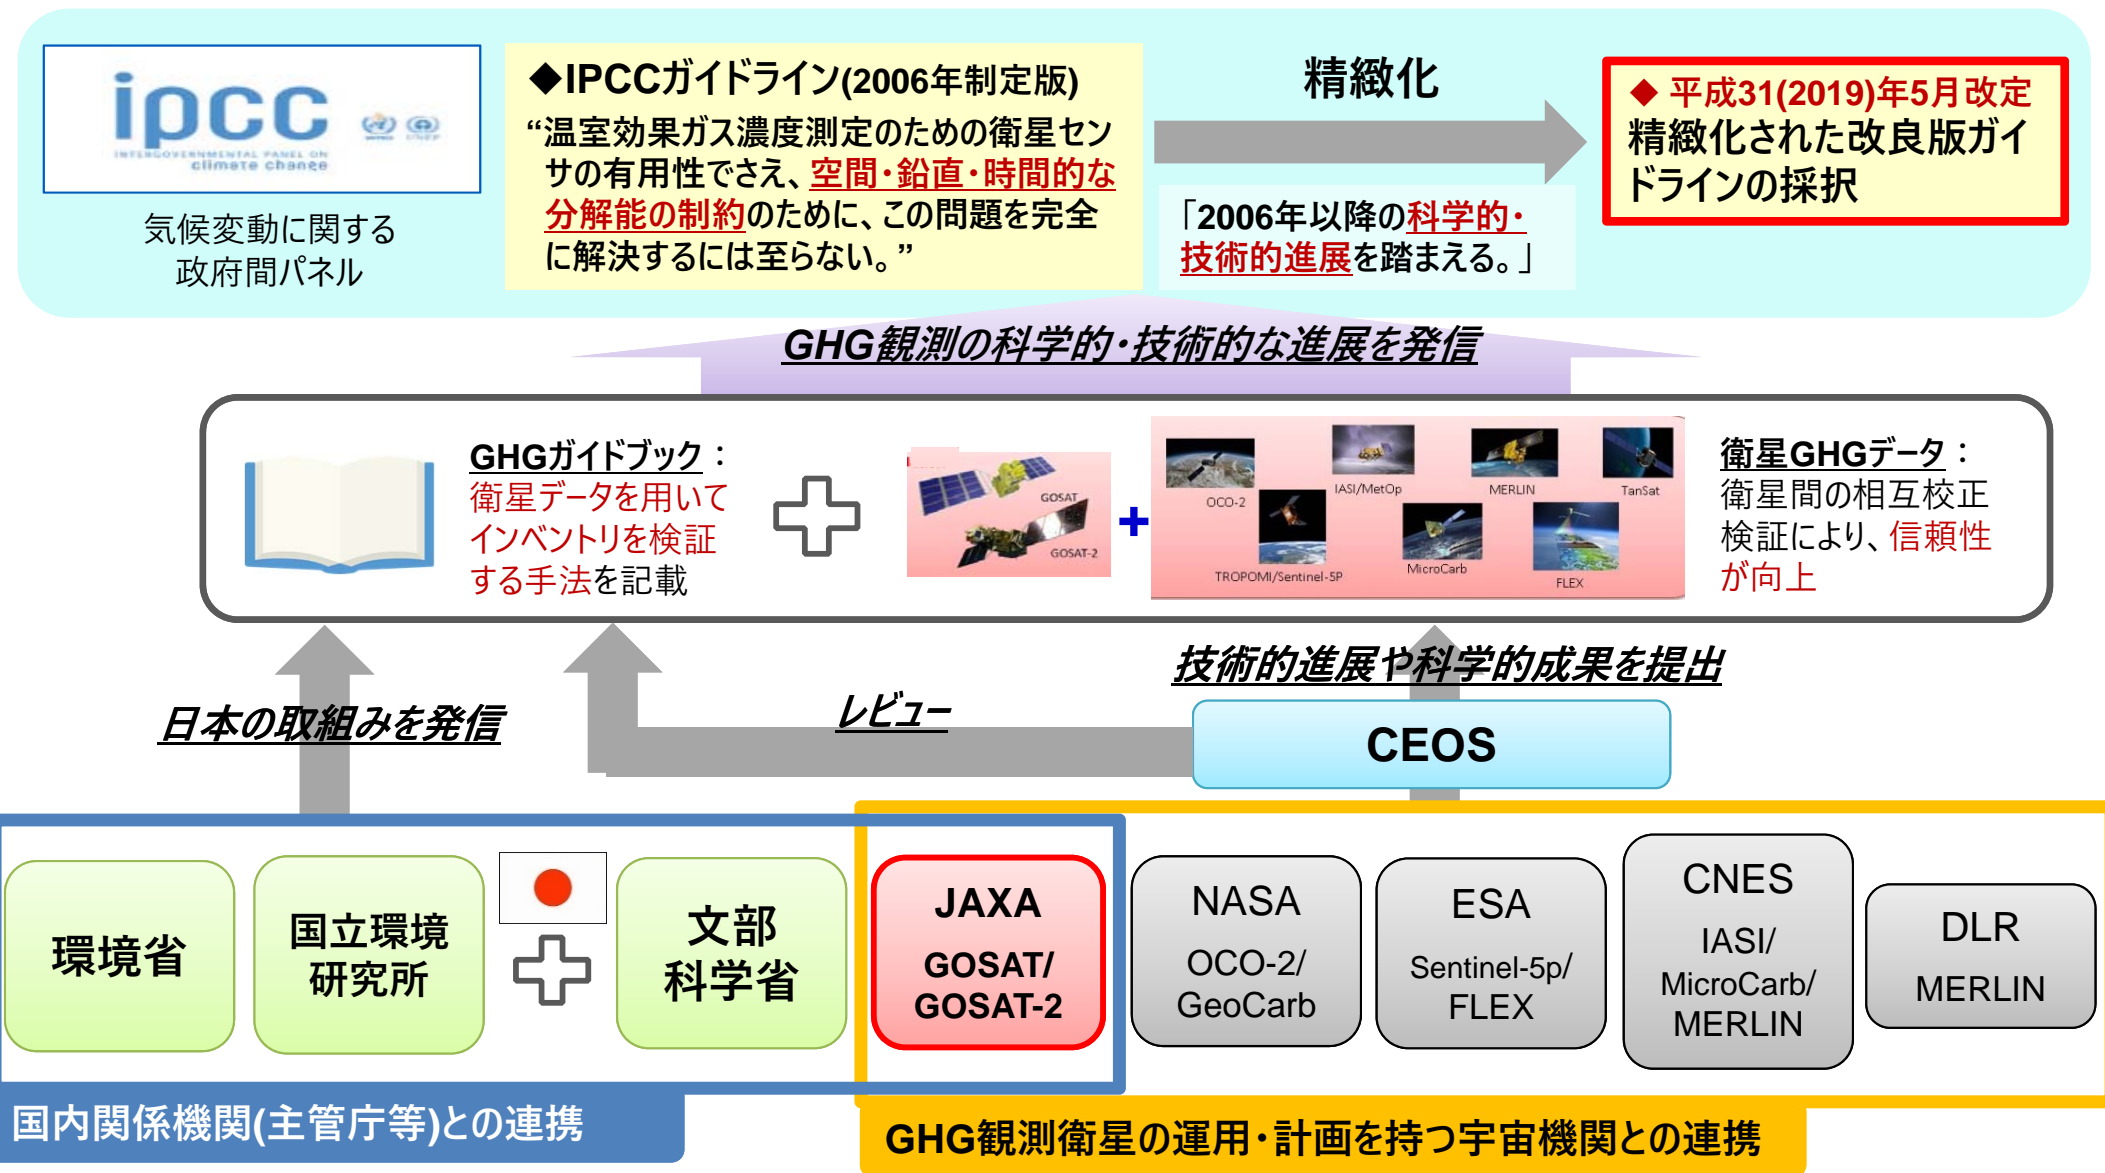 ipcc
INTERGOVERNMENTAL PANEL ON
climate change
気候変動に関する
政府間パネル
◆IPCCガイドライン(2006年制定版)
“温室効果ガス濃度測定のための衛星セン
サの有用性でさえ、空間・鉛直・時間的な
分解能の制約のために、この問題を完全
に解決するには至らない。”
精緻化
「2006年以降の科学的・
技術的進展を踏まえる。」
◆ 平成31(2019)年5月改定
精緻化された改良版ガイ
ドラインの採択
GHG観測の科学的・技術的な進展を発信
GHGガイドブック：
衛星データを用いて
インベントリを検証
する手法を記載
GOSAT
GOSAT-2
+
OCO-2
IASI/MetOp
MERLIN
TanSat
TROPOMI/Sentinel-5P
MicroCarb
FLEX
衛星GHGデータ：
衛星間の相互校正
検証により、信頼性
が向上
日本の取組みを発信
レビュー
技術的進展や科学的成果を提出
CEOS
環境省
国立環境
研究所
文部
科学省
JAXA
GOSAT/
GOSAT-2
NASA
OCO-2/
GeoCarb
ESA
Sentinel-5p/
FLEX
CNES
IASI/
MicroCarb/
MERLIN
DLR
MERLIN
国内関係機関(主管庁等)との連携
GHG観測衛星の運用・計画を持つ宇宙機関との連携